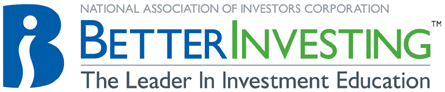 NATIONAL ASSOCIATION OF INVESTORS CORPORATION
BETTERINVESTING™
The Leader In Investment Education